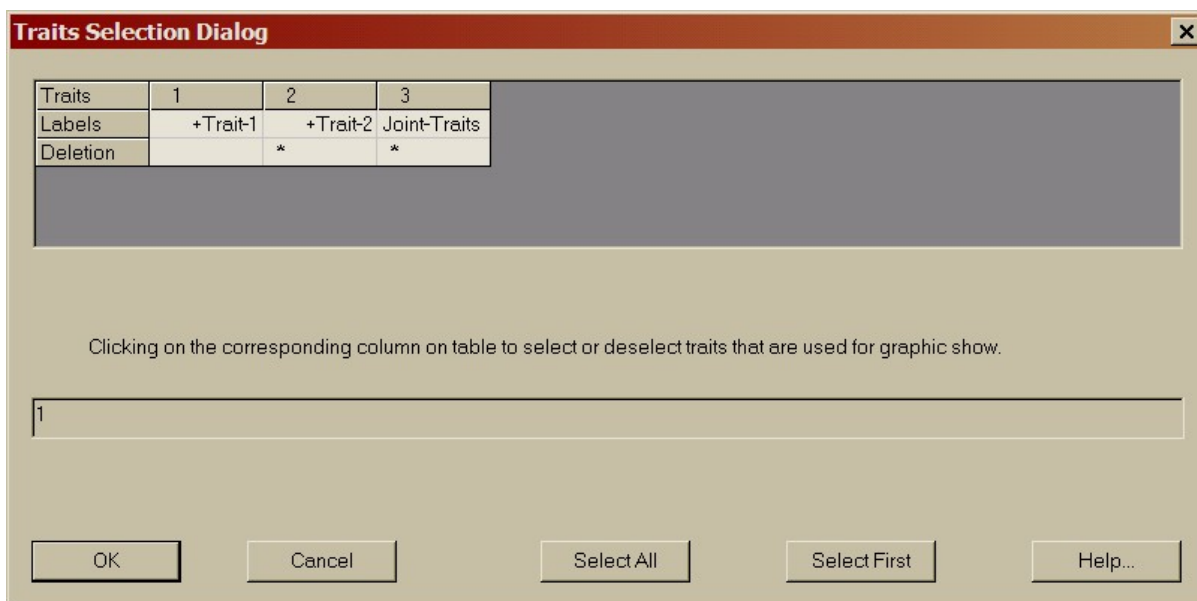 Traits Selection Dialog
Traits 1 2 3
Labels +Trait-1 +Trait-2 Joint-Traits
Deletion * *
Clicking on the corresponding column on table to select or deselect traits that are used for graphic show.
1
OK Cancel Select All Select First Help...